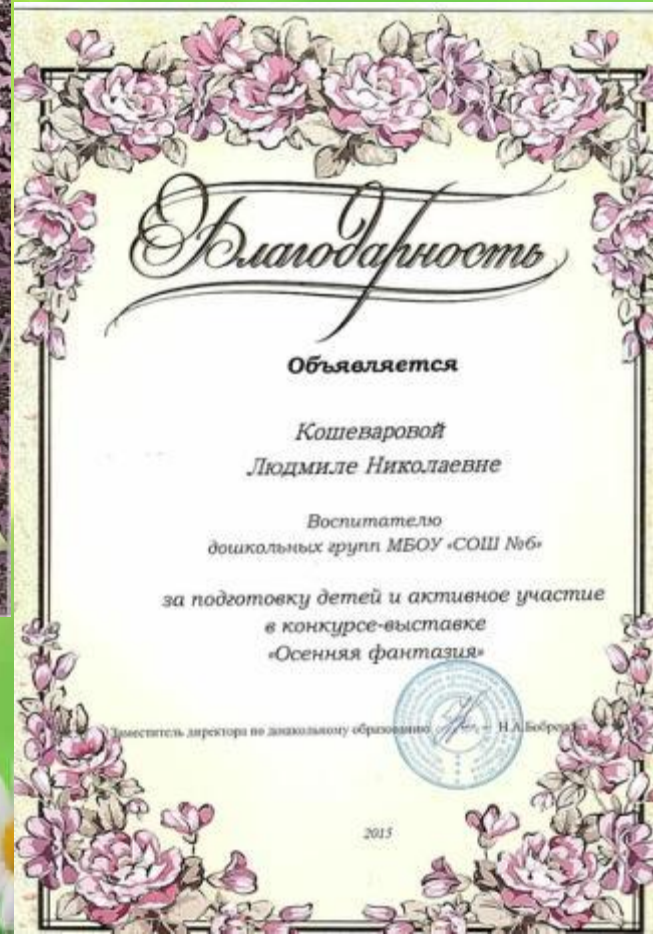 Благодарность
Объявляется
Кошеваровой
Людмиле Николаевне
Воспитателю
дошкольных групп МБОУ «СОШ №6»
за подготовку детей и активное участие
в конкурсе-выставке
«Осенняя фантазия»
Заместитель директора по дошкольному образованию Н.А.
2015